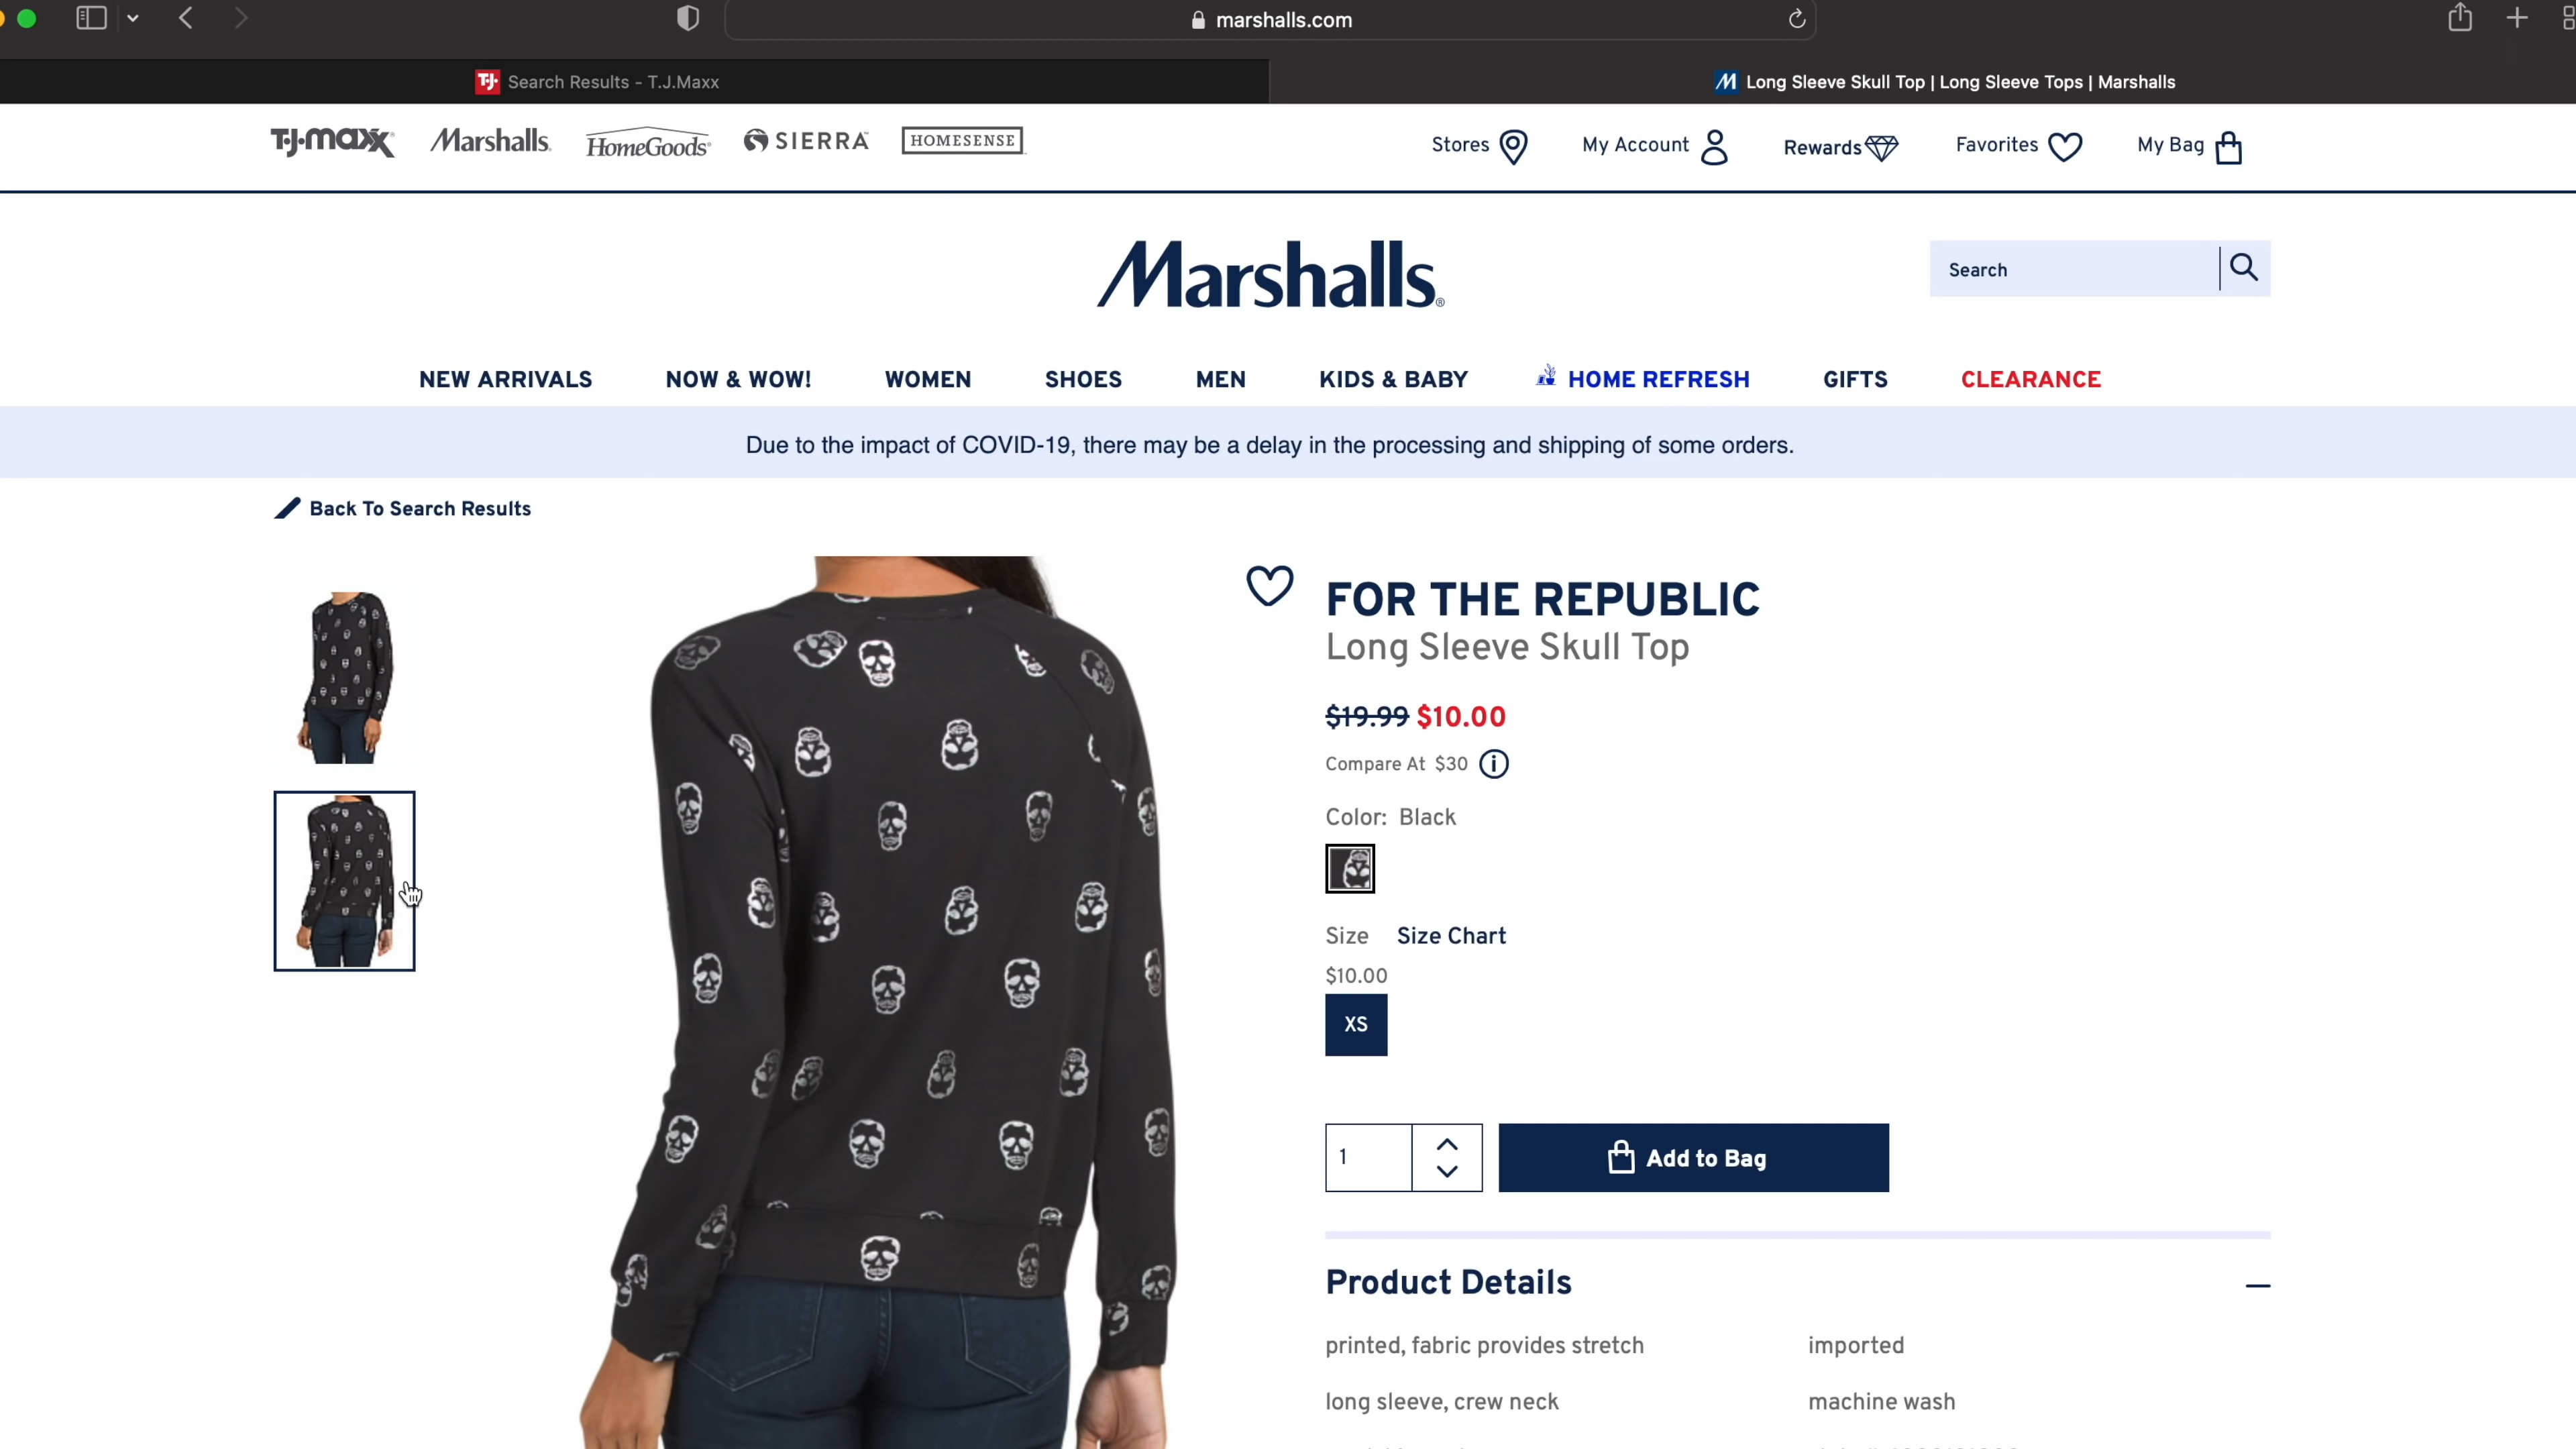 marshalls.com
TJ Search Results - T.J.Maxx
M Long Sleeve Skull Top | Long Sleeve Tops | Marshalls
T·J·maxx® Marshalls. HomeGoods® SIERRA™ HOMESENSE
Stores My Account Rewards Favorites My Bag
Marshalls®
Search
NEW ARRIVALS NOW & WOW! WOMEN SHOES MEN KIDS & BABY HOME REFRESH GIFTS CLEARANCE
Due to the impact of COVID-19, there may be a delay in the processing and shipping of some orders.
Back To Search Results
FOR THE REPUBLIC
Long Sleeve Skull Top
$19.99 $10.00
Compare At $30 i
Color: Black
Size Size Chart
$10.00
XS
1
Add to Bag
Product Details
printed, fabric provides stretch imported
long sleeve, crew neck machine wash